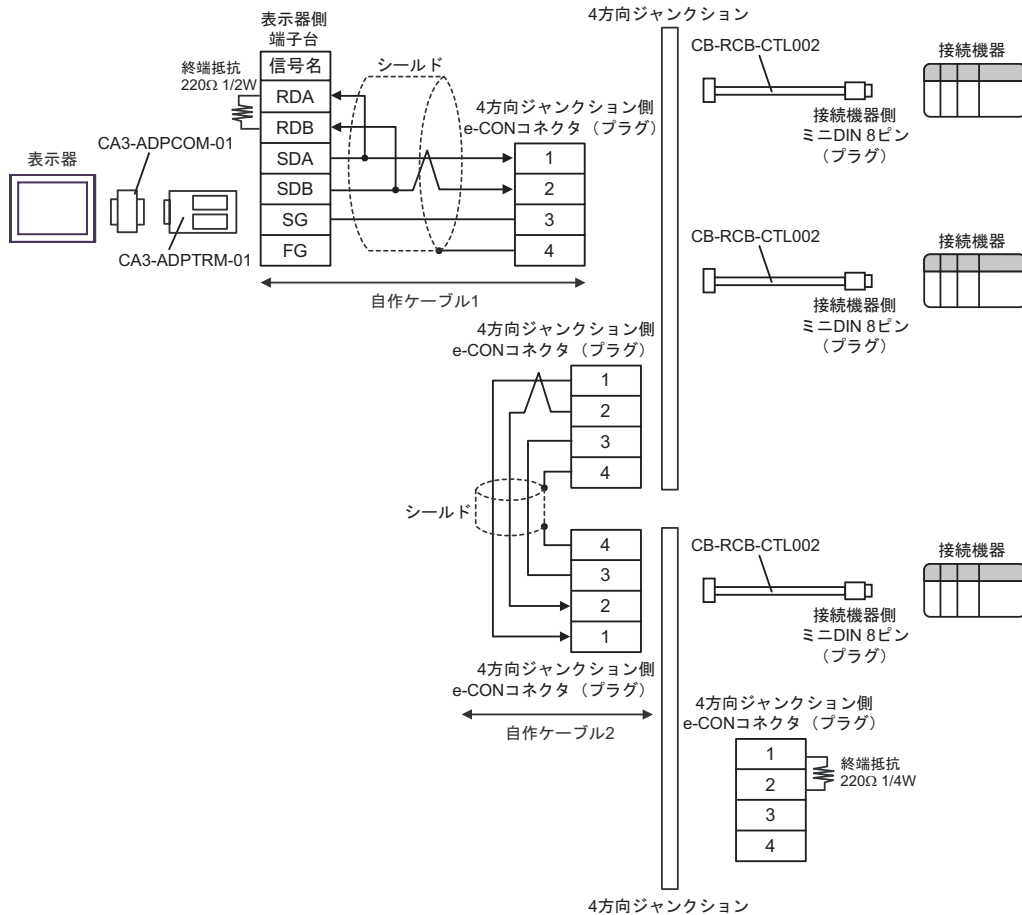 4方向ジャンクション
表示器側
端子台
信号名
RDA
RDB
SDA
SDB
SG
FG
終端抵抗
220Ω 1/2W
シールド
4方向ジャンクション側
e-CONコネクタ（プラグ）
1
2
3
4
表示器
CA3-ADPCOM-01
CA3-ADPTRM-01
自作ケーブル1
CB-RCB-CTL002
接続機器
接続機器側
ミニDIN 8ピン
（プラグ）
CB-RCB-CTL002
接続機器
接続機器側
ミニDIN 8ピン
（プラグ）
4方向ジャンクション側
e-CONコネクタ（プラグ）
1
2
3
4
シールド
4
3
2
1
4方向ジャンクション側
e-CONコネクタ（プラグ）
自作ケーブル2
CB-RCB-CTL002
接続機器
接続機器側
ミニDIN 8ピン
（プラグ）
4方向ジャンクション側
e-CONコネクタ（プラグ）
1
2
3
4
終端抵抗
220Ω 1/4W
4方向ジャンクション